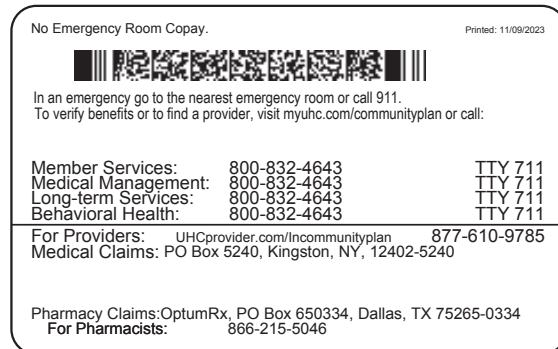 No Emergency Room Copay.
Printed: 11/09/2023
In an emergency go to the nearest emergency room or call 911.
To verify benefits or to find a provider, visit myuhc.com/communityplan or call:
Member Services: 800-832-4643 TTY 711
Medical Management: 800-832-4643 TTY 711
Long-term Services: 800-832-4643 TTY 711
Behavioral Health: 800-832-4643 TTY 711
For Providers: UHCprovider.com/Incommunityplan 877-610-9785
Medical Claims: PO Box 5240, Kingston, NY, 12402-5240
Pharmacy Claims:OptumRx, PO Box 650334, Dallas, TX 75265-0334
For Pharmacists: 866-215-5046